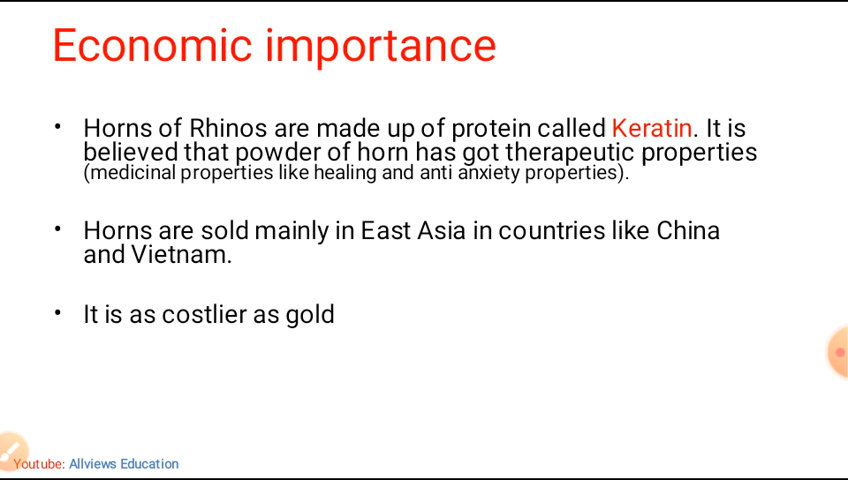 Economic importance
• Horns of Rhinos are made up of protein called Keratin. It is
believed that powder of horn has got therapeutic properties
(medicinal properties like healing and anti anxiety properties).
• Horns are sold mainly in East Asia in countries like China
and Vietnam.
• It is as costlier as gold
Youtube: Allviews Education